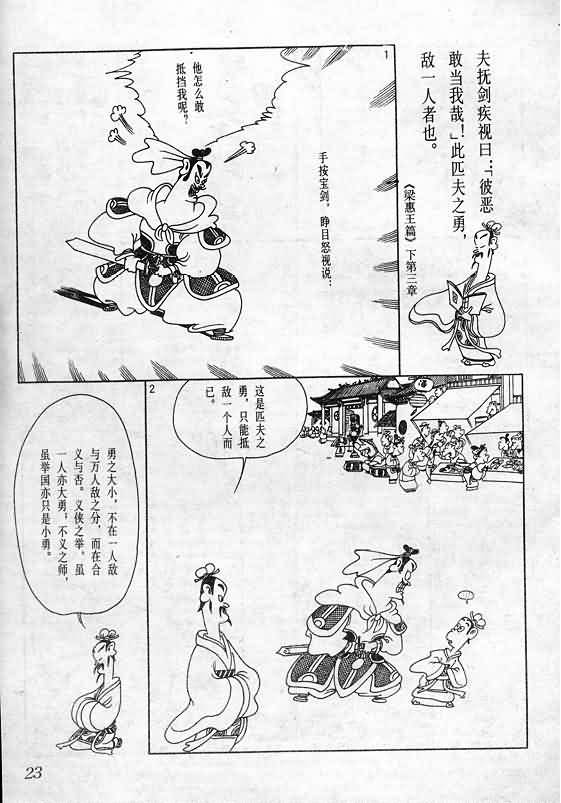 夫抚剑疾视曰:「彼恶
敢当我哉!」此匹夫之勇,
敌一人者也。
《梁惠王篇》下第三章
1
他怎么敢
抵挡我呢?
手按宝剑,睁目怒视说:
2
这是匹夫之
勇,只能抵
敌一个人而
已。
勇之大小,不在一人敌
与万人敌之分,而在合
义与否。义侠之举。虽
一人亦大勇,不义之师,
虽举国亦只是小勇。
23